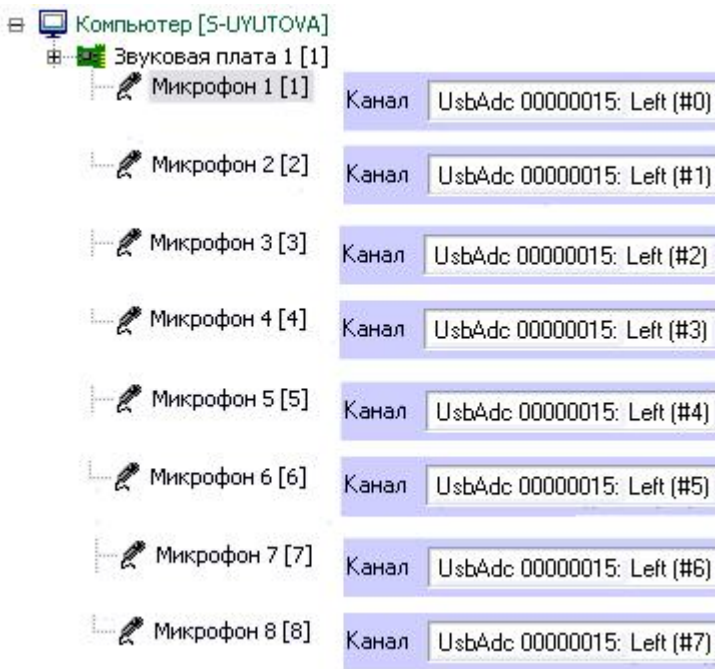 Компьютер [S-UYUTOVA]
Звуковая плата 1 [1]
Микрофон 1 [1]
Канал UsbAdc 00000015: Left (#0)
Микрофон 2 [2]
Канал UsbAdc 00000015: Left (#1)
Микрофон 3 [3]
Канал UsbAdc 00000015: Left (#2)
Микрофон 4 [4]
Канал UsbAdc 00000015: Left (#3)
Микрофон 5 [5]
Канал UsbAdc 00000015: Left (#4)
Микрофон 6 [6]
Канал UsbAdc 00000015: Left (#5)
Микрофон 7 [7]
Канал UsbAdc 00000015: Left (#6)
Микрофон 8 [8]
Канал UsbAdc 00000015: Left (#7)